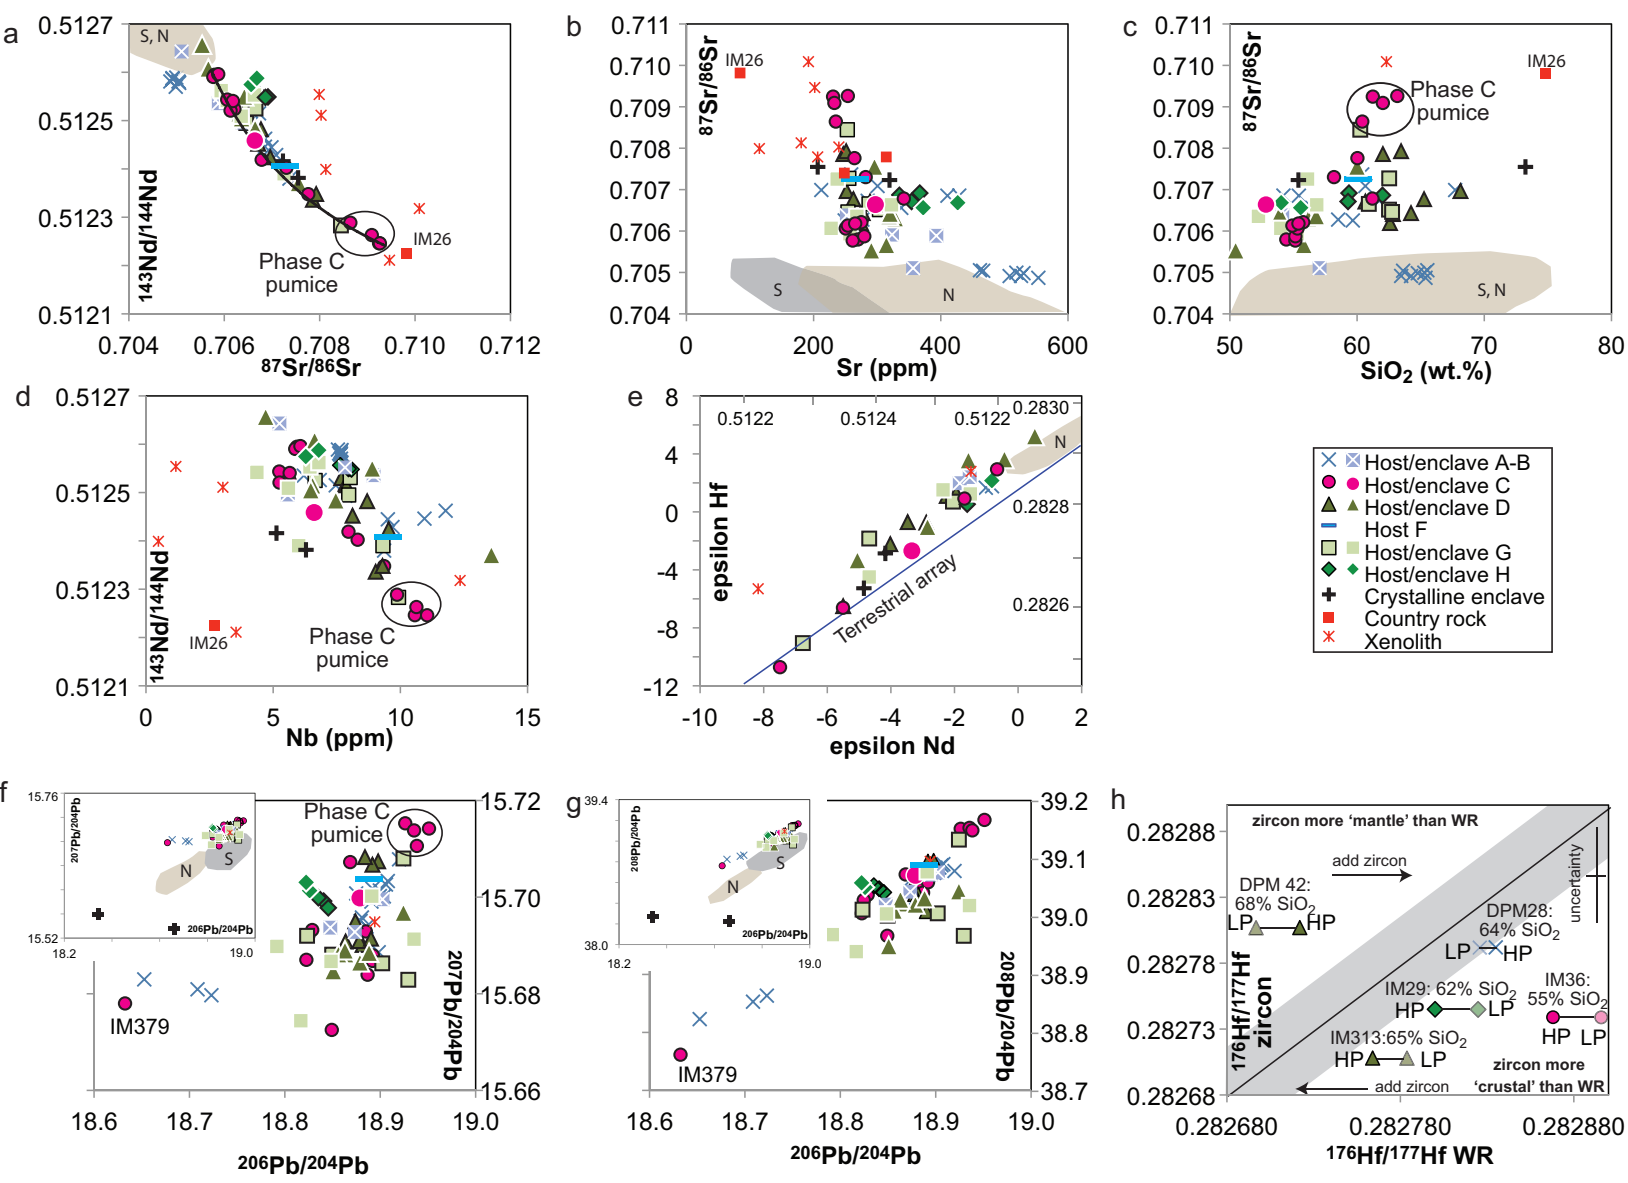 a
0.5127
0.5125
0.5123
0.5121
143Nd/144Nd
S, N
IM26
Phase C
pumice
0.704 0.706 0.708 0.710 0.712
87Sr/86Sr
b
0.711
0.710
0.709
0.708
0.707
0.706
0.705
0.704
87Sr/86Sr
IM26
S
N
0 200 400 600
Sr (ppm)
c
0.711
0.710
0.709
0.708
0.707
0.706
0.705
0.704
87Sr/86Sr
IM26
Phase C
pumice
S, N
50 60 70 80
SiO2 (wt.%)
d
0.5127
0.5125
0.5123
0.5121
143Nd/144Nd
IM26
Phase C
pumice
0 5 10 15
Nb (ppm)
e
8
4
0
-4
-8
-12
epsilon Hf
0.5122 0.5124 0.5122
0.2830
N
0.2828
0.2826
Terrestrial array
-10 -8 -6 -4 -2 0 2
epsilon Nd
Host/enclave A-B
Host/enclave C
Host/enclave D
Host F
Host/enclave G
Host/enclave H
Crystalline enclave
Country rock
Xenolith
f
15.76
207Pb/204Pb
N
S
15.52
206Pb/204Pb
18.2 19.0
Phase C
pumice
15.72
15.70
15.68
15.66
207Pb/204Pb
IM379
18.6 18.7 18.8 18.9 19.0
206Pb/204Pb
g
39.4
208Pb/204Pb
S
N
38.0
206Pb/204Pb
18.2 19.0
39.2
39.1
39.0
38.9
38.8
38.7
208Pb/204Pb
IM379
18.6 18.7 18.8 18.9 19.0
206Pb/204Pb
h
0.28288
0.28283
0.28278
0.28273
0.28268
176Hf/177Hf
zircon
zircon more 'mantle' than WR
add zircon
uncertainty
DPM 42:
68% SiO2
LP HP
DPM28:
64% SiO2
LP HP
IM29: 62% SiO2
HP LP
IM36:
55% SiO2
HP LP
IM313:65% SiO2
HP LP
zircon more
'crustal' than WR
add zircon
0.282680 0.282780 0.282880
176Hf/177Hf WR